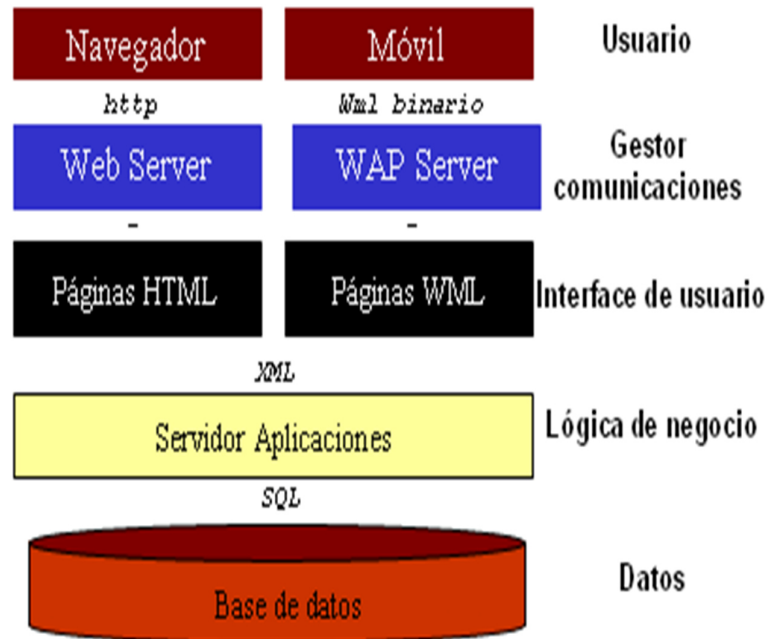 Navegador
Móvil
Usuario
http
Wml binario
Web Server
WAP Server
Gestor
comunicaciones
-
-
Páginas HTML
Páginas WML
Interface de usuario
XML
Servidor Aplicaciones
Lógica de negocio
SQL
Base de datos
Datos